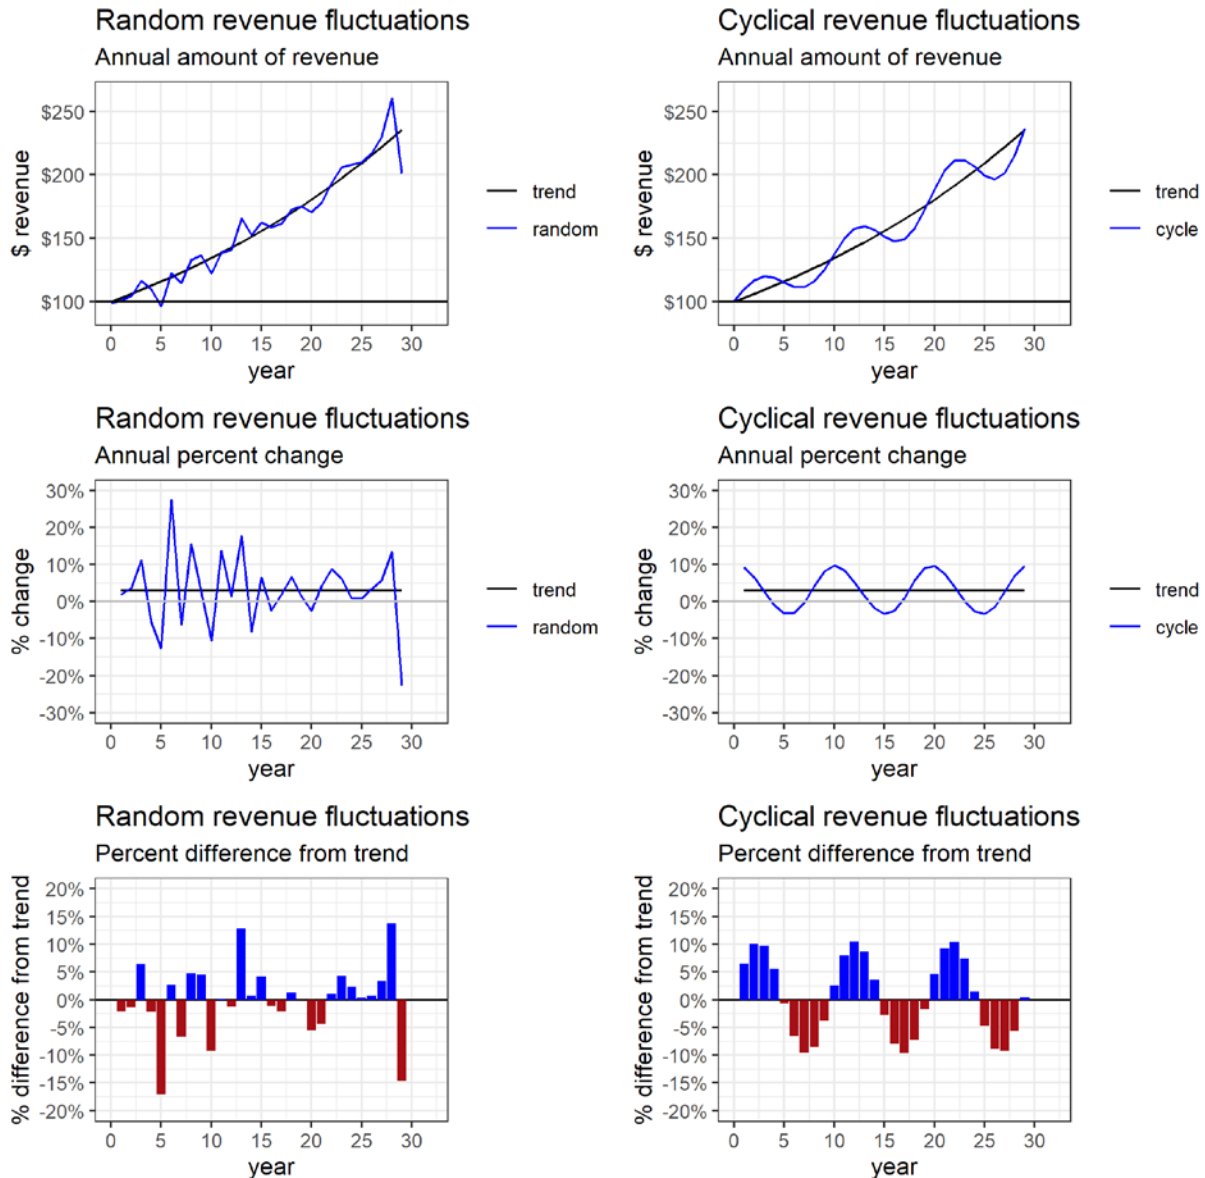 Random revenue fluctuations
Annual amount of revenue
$ revenue
$250
$200
$150
$100
0 5 10 15 20 25 30
year
trend
random
Cyclical revenue fluctuations
Annual amount of revenue
$ revenue
$250
$200
$150
$100
0 5 10 15 20 25 30
year
trend
cycle
Random revenue fluctuations
Annual percent change
% change
30%
20%
10%
0%
-10%
-20%
-30%
0 5 10 15 20 25 30
year
trend
random
Cyclical revenue fluctuations
Annual percent change
% change
30%
20%
10%
0%
-10%
-20%
-30%
0 5 10 15 20 25 30
year
trend
cycle
Random revenue fluctuations
Percent difference from trend
% difference from trend
20%
15%
10%
5%
0%
-5%
-10%
-15%
-20%
0 5 10 15 20 25 30
year
Cyclical revenue fluctuations
Percent difference from trend
% difference from trend
20%
15%
10%
5%
0%
-5%
-10%
-15%
-20%
0 5 10 15 20 25 30
year